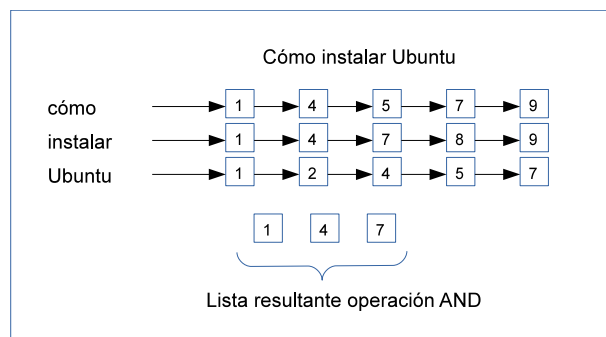 Cómo instalar Ubuntu
cómo 1 4 5 7 9
instalar 1 4 7 8 9
Ubuntu 1 2 4 5 7
1 4 7
Lista resultante operación AND